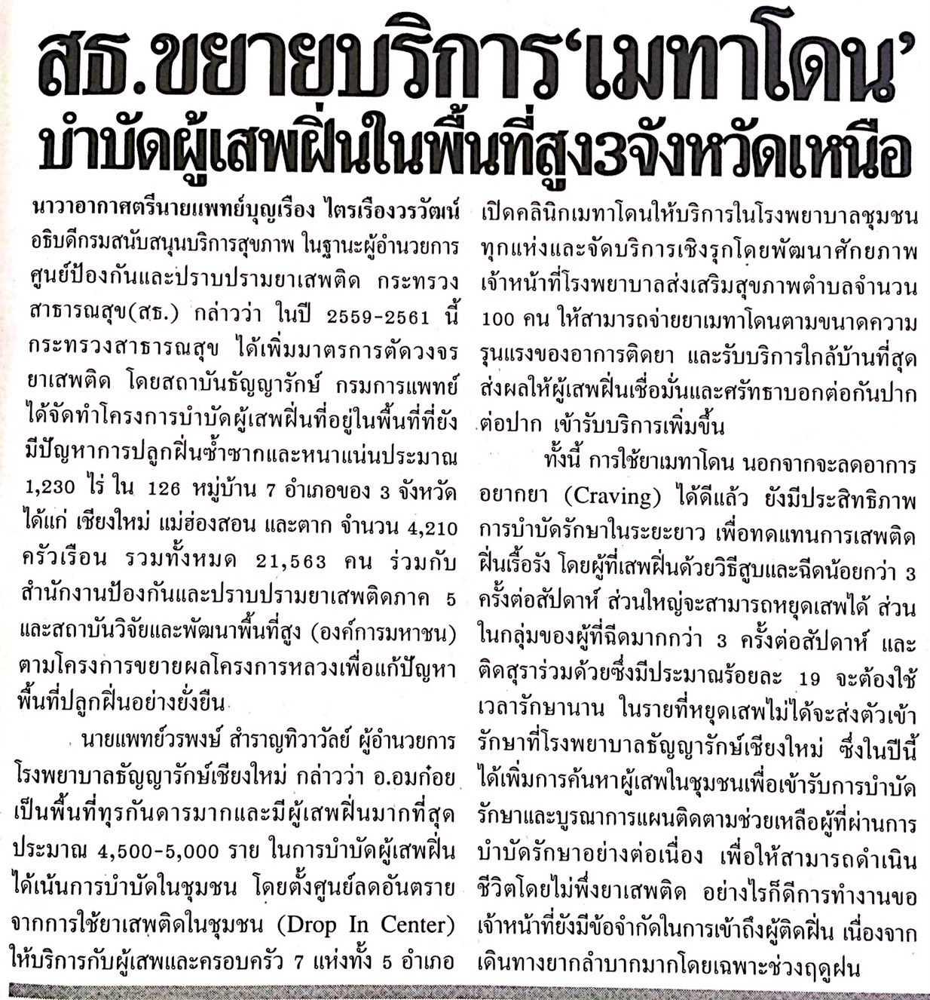 สธ.ขยายบริการ‘เมทาโดน’
บำบัดผู้เสพฝิ่นในพื้นที่สูง3จังหวัดเหนือ
นาวาอากาศตรีนายแพทย์บุญเรือง ไตรเรืองวรวัฒน์
อธิบดีกรมสนับสนุนบริการสุขภาพ ในฐานะผู้อำนวยการ
ศูนย์ป้องกันและปราบปรามยาเสพติด กระทรวง
สาธารณสุข(สธ.) กล่าวว่า ในปี 2559-2561 นี้
กระทรวงสาธารณสุข ได้เพิ่มมาตรการตัดวงจร
ยาเสพติด โดยสถาบันธัญญารักษ์ กรมการแพทย์
ได้จัดทำโครงการบำบัดผู้เสพฝิ่นที่อยู่ในพื้นที่ที่ยัง
มีปัญหาการปลูกฝิ่นซ้ำซากและหนาแน่นประมาณ
1,230 ไร่ ใน 126 หมู่บ้าน 7 อำเภอของ 3 จังหวัด
ได้แก่ เชียงใหม่ แม่ฮ่องสอน และตาก จำนวน 4,210
ครัวเรือน รวมทั้งหมด 21,563 คน ร่วมกับ
สำนักงานป้องกันและปราบปรามยาเสพติดภาค 5
และสถาบันวิจัยและพัฒนาพื้นที่สูง (องค์การมหาชน)
ตามโครงการขยายผลโครงการหลวงเพื่อแก้ปัญหา
พื้นที่ปลูกฝิ่นอย่างยั่งยืน
นายแพทย์วรพงษ์ สำราญทิวาวัลย์ ผู้อำนวยการ
โรงพยาบาลธัญญารักษ์เชียงใหม่ กล่าวว่า อ.อมก๋อย
เป็นพื้นที่ทุรกันดารมากและมีผู้เสพฝิ่นมากที่สุด
ประมาณ 4,500-5,000 ราย ในการบำบัดผู้เสพฝิ่น
ได้เน้นการบำบัดในชุมชน โดยตั้งศูนย์ลดอันตราย
จากการใช้ยาเสพติดในชุมชน (Drop In Center)
ให้บริการกับผู้เสพและครอบครัว 7 แห่งทั้ง 5 อำเภอ
เปิดคลินิกเมทาโดนให้บริการในโรงพยาบาลชุมชน
ทุกแห่งและจัดบริการเชิงรุกโดยพัฒนาศักยภาพ
เจ้าหน้าที่โรงพยาบาลส่งเสริมสุขภาพตำบลจำนวน
100 คน ให้สามารถจ่ายยาเมทาโดนตามขนาดความ
รุนแรงของอาการติดยา และรับบริการใกล้บ้านที่สุด
ส่งผลให้ผู้เสพฝิ่นเชื่อมั่นและศรัทธาบอกต่อกันปาก
ต่อปาก เข้ารับบริการเพิ่มขึ้น
ทั้งนี้ การใช้ยาเมทาโดน นอกจากจะลดอาการ
อยากยา (Craving) ได้ดีแล้ว ยังมีประสิทธิภาพ
การบำบัดรักษาในระยะยาว เพื่อทดแทนการเสพติด
ฝิ่นเรื้อรัง โดยผู้ที่เสพฝิ่นด้วยวิธีสูบและฉีดน้อยกว่า 3
ครั้งต่อสัปดาห์ ส่วนใหญ่จะสามารถหยุดเสพได้ ส่วน
ในกลุ่มของผู้ที่ฉีดมากกว่า 3 ครั้งต่อสัปดาห์ และ
ติดสุราร่วมด้วยซึ่งมีประมาณร้อยละ 19 จะต้องใช้
เวลารักษานาน ในรายที่หยุดเสพไม่ได้จะส่งตัวเข้า
รักษาที่โรงพยาบาลธัญญารักษ์เชียงใหม่ ซึ่งในปีนี้
ได้เพิ่มการค้นหาผู้เสพในชุมชนเพื่อเข้ารับการบำบัด
รักษาและบูรณาการแผนติดตามช่วยเหลือผู้ที่ผ่านการ
บำบัดรักษาอย่างต่อเนื่อง เพื่อให้สามารถดำเนิน
ชีวิตโดยไม่พึ่งยาเสพติด อย่างไรก็ดีการทำงานขอ
เจ้าหน้าที่ยังมีข้อจำกัดในการเข้าถึงผู้ติดฝิ่น เนื่องจาก
เดินทางยากลำบากมากโดยเฉพาะช่วงฤดูฝน